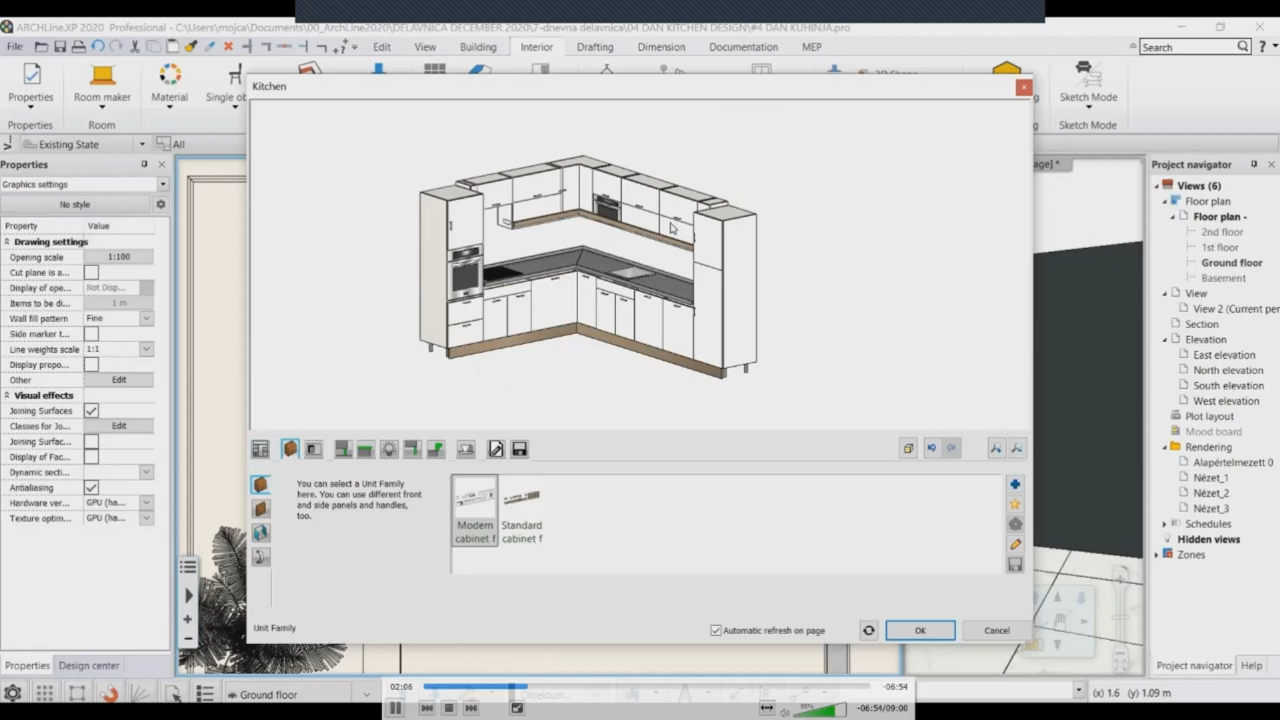 ARCHLine.XP 2020 Professional - C:\Users\mojca\Documents\00_ArchLine2020\DELAVNICA DECEMBER 2020\7-dnevna delavnica\04 DAN KITCHEN DESIGN\#4 DAN KUHINJA.pro
File Edit View Building Interior Drafting Dimension Documentation MEP Search
Properties Room maker Material Single ob Sketch Mode
Properties Room Sketch Mode
Existing State All
Kitchen
Properties
Graphics settings
No style
Property Value
Drawing settings
Opening scale 1:100
Cut plane is a...
Display of ope... Not Disp...
Items to be di... 1 m
Wall fill pattern Fine
Side marker t...
Line weights scale 1:1
Display propo...
Other Edit
Visual effects
Joining Surfaces
Classes for Jo... Edit
Joining Surfac...
Display of Fac...
Dynamic secti...
Antialiasing
Hardware ver... GPU (ha...
Texture optim... GPU (ha...
Properties Design center
You can select a Unit Family
here. You can use different front
and side panels and handles,
too.
Modern
cabinet f
Standard
cabinet f
Unit Family
Automatic refresh on page
OK Cancel
age] *
Project navigator
Views (6)
Floor plan
Floor plan -
2nd floor
1st floor
Ground floor
Basement
View
View 2 (Current per
Section
Elevation
East elevation
North elevation
South elevation
West elevation
Plot layout
Mood board
Rendering
Alapértelmezett 0
Nézet_1
Nézet_2
Nézet_3
Schedules
Hidden views
Zones
Project navigator Help
Ground floor
02:06 -06:54
-06:54/09:00
(x) 1.6 (y) 1.09 m